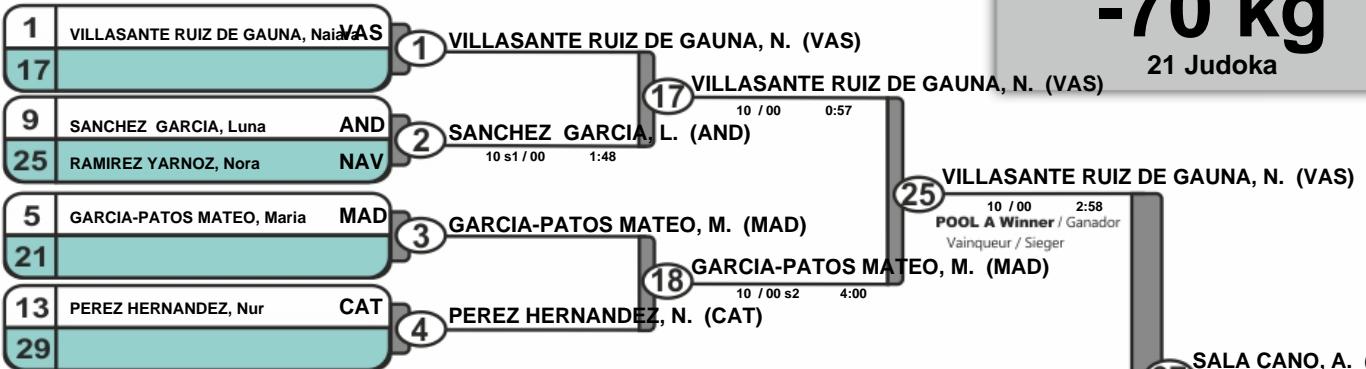 -70 kg
21 Judoka
1 VILLASANTE RUIZ DE GAUNA, Naiara VAS
17
1 VILLASANTE RUIZ DE GAUNA, N. (VAS)
17 VILLASANTE RUIZ DE GAUNA, N. (VAS)
10 / 00 0:57
9 SANCHEZ GARCIA, Luna AND
25 RAMIREZ YARNOZ, Nora NAV
2 SANCHEZ GARCIA, L. (AND)
10 s1 / 00 1:48
25 VILLASANTE RUIZ DE GAUNA, N. (VAS)
10 / 00 2:58
POOL A Winner / Ganador
Vainqueur / Sieger
5 GARCIA-PATOS MATEO, Maria MAD
21
3 GARCIA-PATOS MATEO, M. (MAD)
18 GARCIA-PATOS MATEO, M. (MAD)
10 / 00 s2 4:00
13 PEREZ HERNANDEZ, Nur CAT
29
4 PEREZ HERNANDEZ, N. (CAT)
SALA CANO, A. (